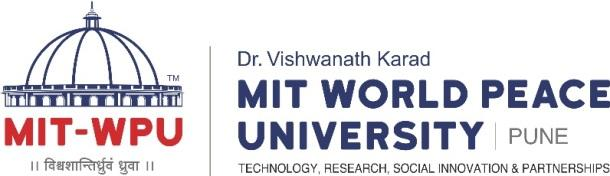 TM
MIT-WPU
।। विश्वशान्तिर्ध्रुवं ध्रुवा ।।
Dr. Vishwanath Karad
MIT WORLD PEACE
UNIVERSITY | PUNE
TECHNOLOGY, RESEARCH, SOCIAL INNOVATION & PARTNERSHIPS